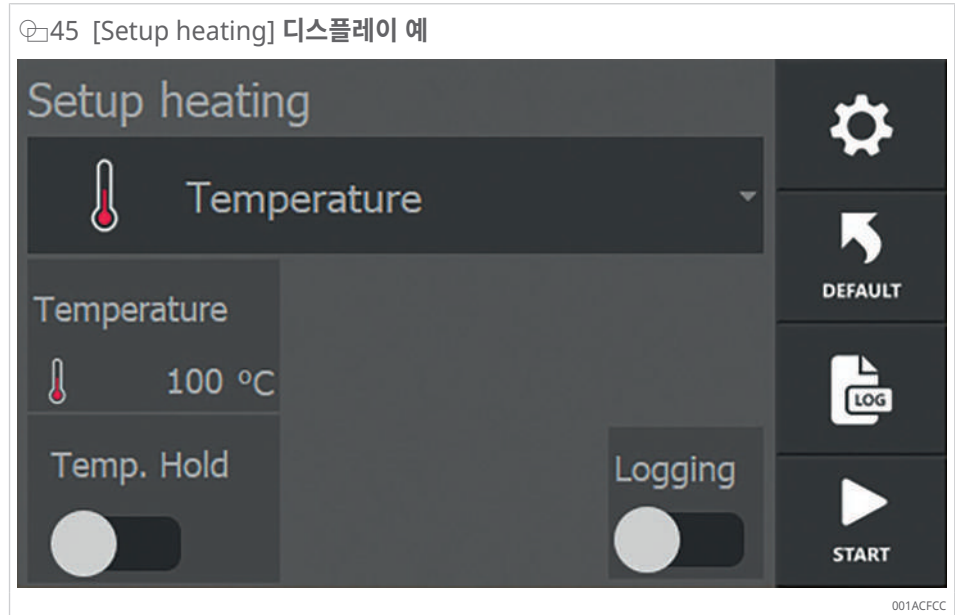 45 [Setup heating] 디스플레이 예
Setup heating
Temperature
DEFAULT
Temperature
100 °C
LOG
Temp. Hold
Logging
START
001ACFCC